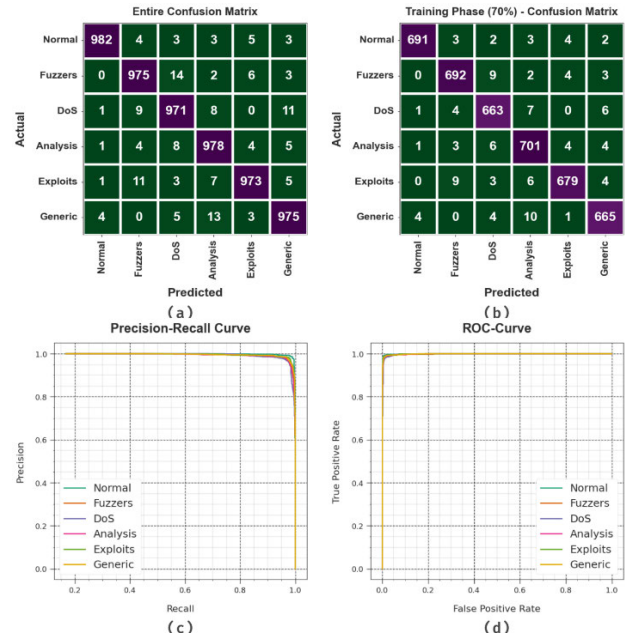 Entire Confusion Matrix
Actual
Normal 982 4 3 3 5 3
Fuzzers 0 975 14 2 6 3
DoS 1 9 971 8 0 11
Analysis 1 4 8 978 4 5
Exploits 1 11 3 7 973 5
Generic 4 0 5 13 3 975
Normal Fuzzers DoS Analysis Exploits Generic
Predicted
(a)
Training Phase (70%) - Confusion Matrix
Actual
Normal 691 3 2 3 4 2
Fuzzers 0 692 9 2 4 3
DoS 1 4 663 7 0 6
Analysis 1 3 6 701 4 4
Exploits 0 9 3 6 679 4
Generic 4 0 4 10 1 665
Normal Fuzzers DoS Analysis Exploits Generic
Predicted
(b)
Precision-Recall Curve
Precision
1.0
0.8
0.6
0.4
0.2
0.0
Normal
Fuzzers
DoS
Analysis
Exploits
Generic
0.2 0.4 0.6 0.8 1.0
Recall
(c)
ROC-Curve
True Positive Rate
1.0
0.8
0.6
0.4
0.2
0.0
Normal
Fuzzers
DoS
Analysis
Exploits
Generic
0.0 0.2 0.4 0.6 0.8 1.0
False Positive Rate
(d)